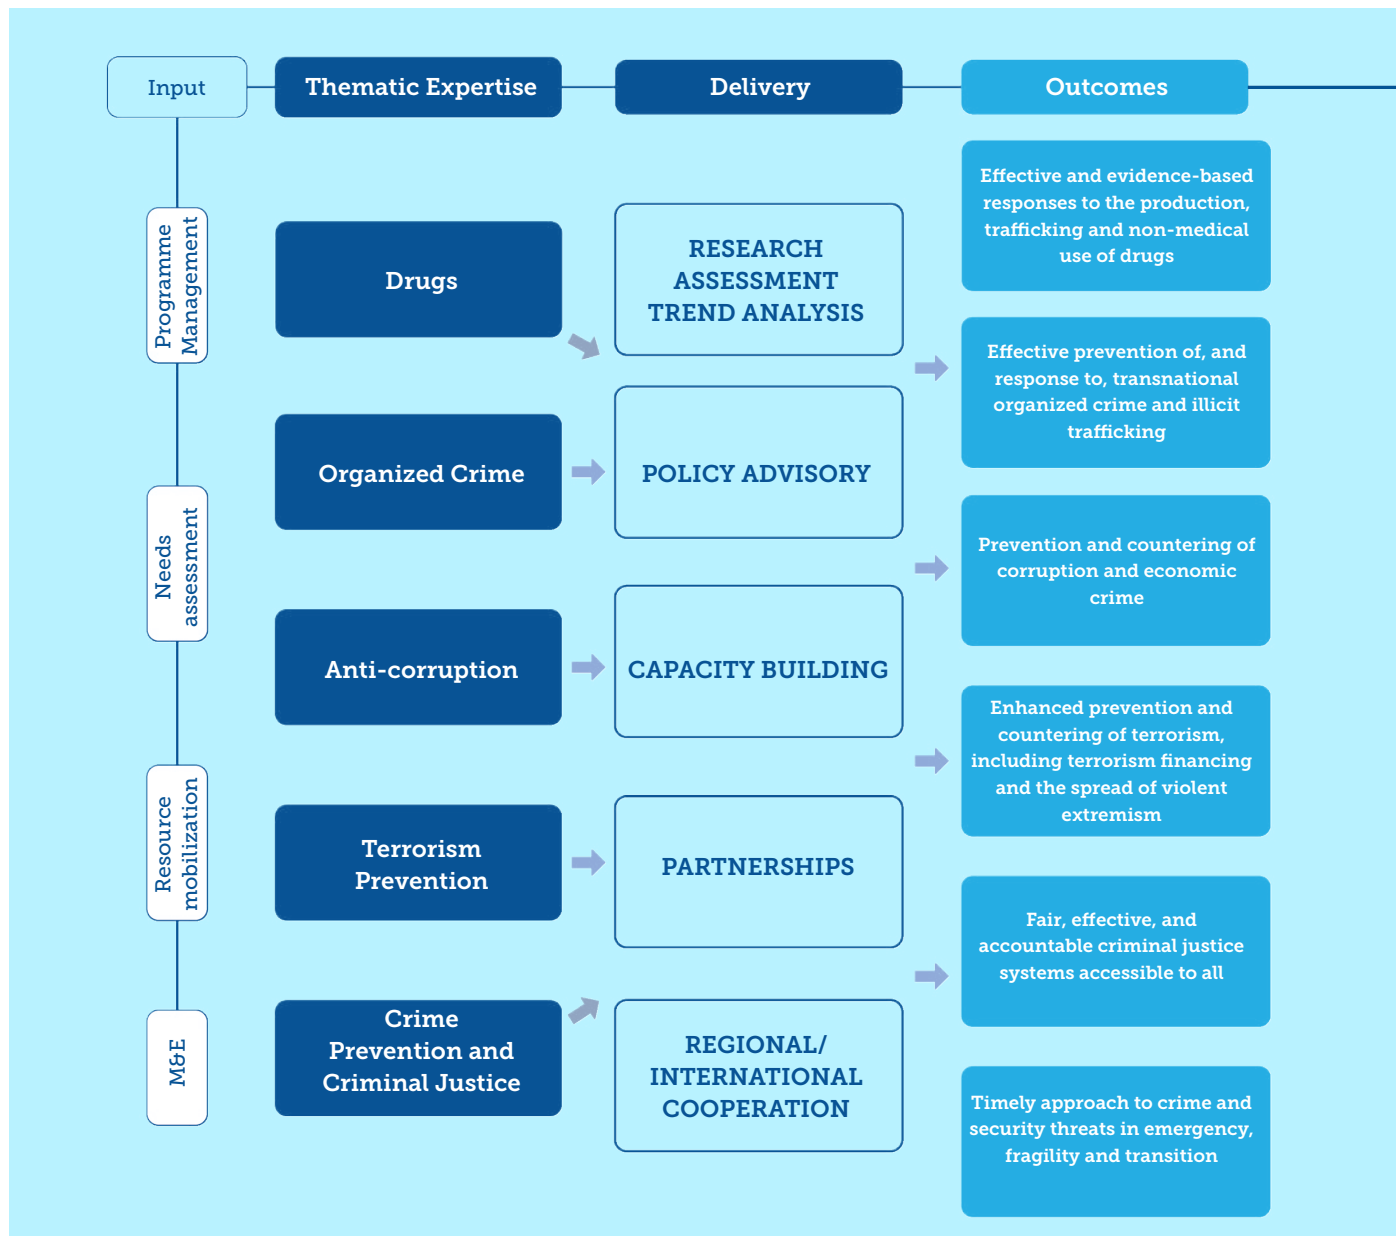 Input
Thematic Expertise
Delivery
Outcomes
Programme
Management
Needs
assessment
Resource
mobilization
M&E
Drugs
Organized Crime
Anti-corruption
Terrorism
Prevention
Crime
Prevention and
Criminal Justice
RESEARCH
ASSESSMENT
TREND ANALYSIS
POLICY ADVISORY
CAPACITY BUILDING
PARTNERSHIPS
REGIONAL/
INTERNATIONAL
COOPERATION
Effective and evidence-based
responses to the production,
trafficking and non-medical
use of drugs
Effective prevention of, and
response to, transnational
organized crime and illicit
trafficking
Prevention and countering of
corruption and economic
crime
Enhanced prevention and
countering of terrorism,
including terrorism financing
and the spread of violent
extremism
Fair, effective, and
accountable criminal justice
systems accessible to all
Timely approach to crime and
security threats in emergency,
fragility and transition